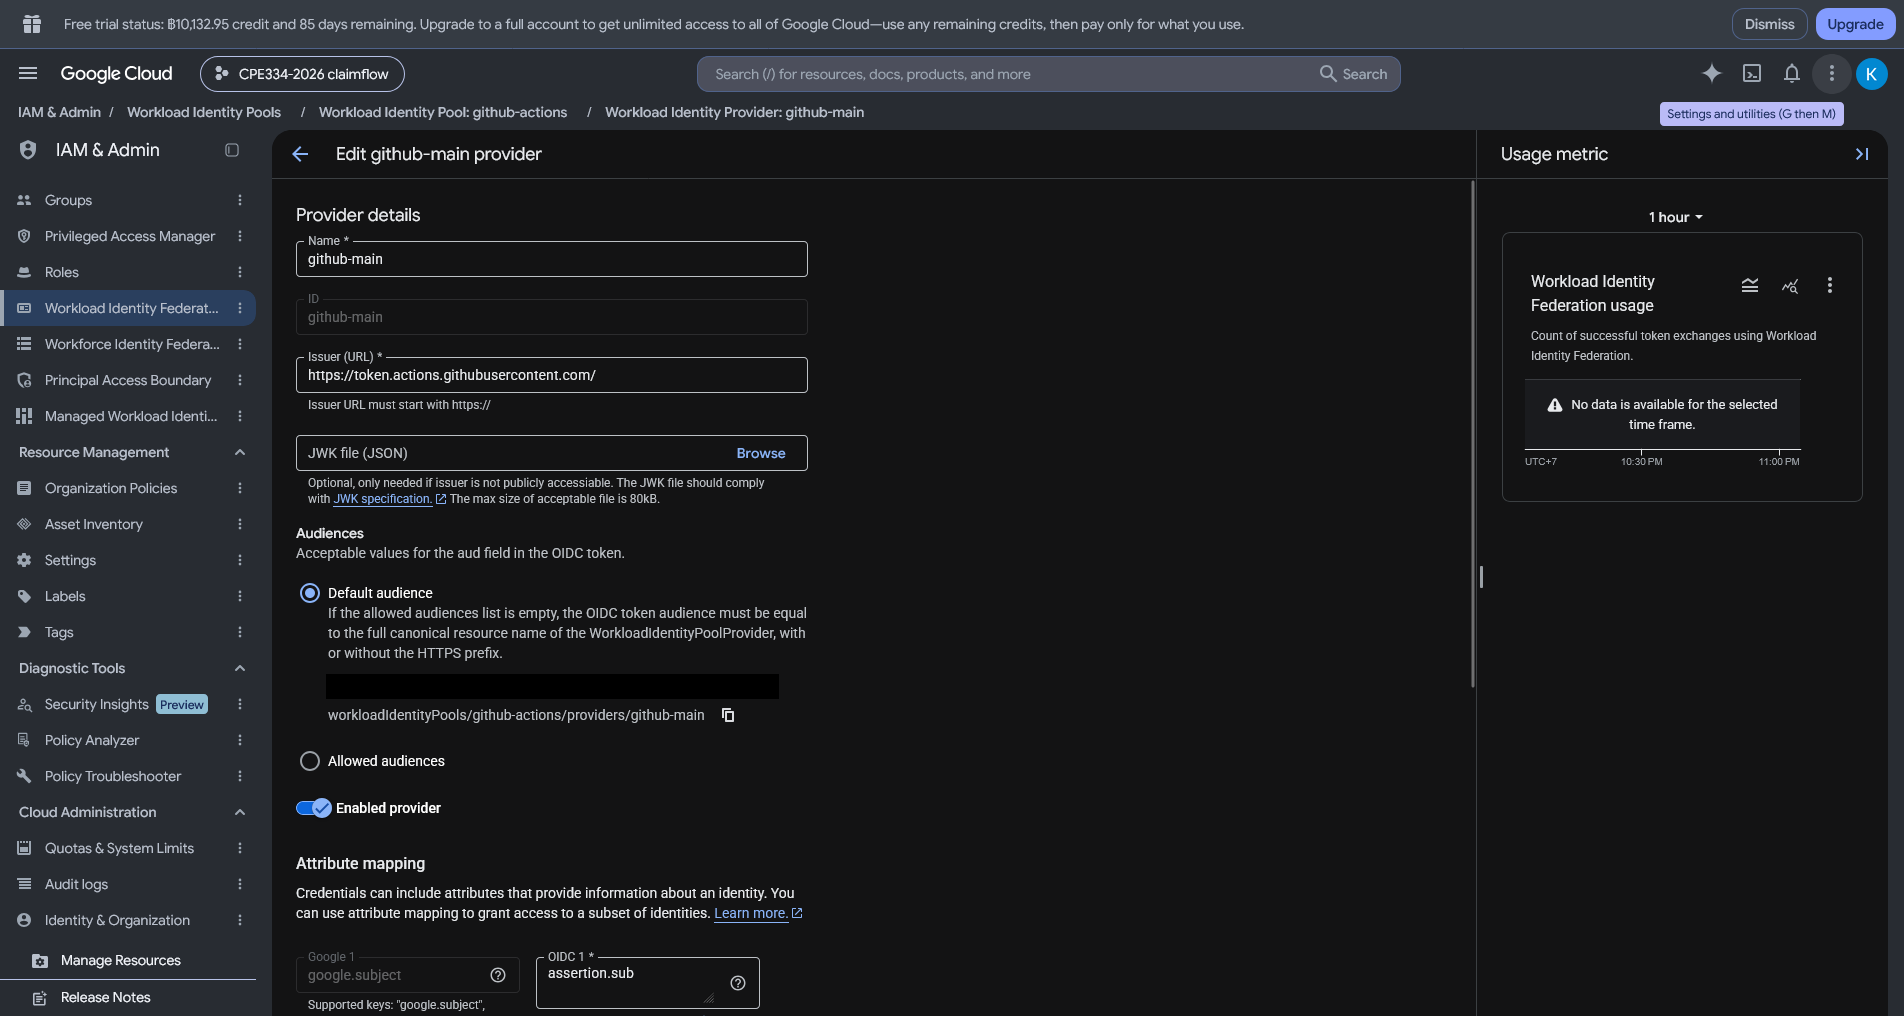 Free trial status: ฿10,132.95 credit and 85 days remaining. Upgrade to a full account to get unlimited access to all of Google Cloud—use any remaining credits, then pay only for what you use.
Dismiss
Upgrade
Google Cloud
CPE334-2026 claimflow
Search (/) for resources, docs, products, and more
Search
K
IAM & Admin / Workload Identity Pools / Workload Identity Pool: github-actions / Workload Identity Provider: github-main
Settings and utilities (G then M)
IAM & Admin
Groups
Privileged Access Manager
Roles
Workload Identity Federat...
Workforce Identity Federa...
Principal Access Boundary
Managed Workload Identi...
Resource Management
Organization Policies
Asset Inventory
Settings
Labels
Tags
Diagnostic Tools
Security Insights Preview
Policy Analyzer
Policy Troubleshooter
Cloud Administration
Quotas & System Limits
Audit logs
Identity & Organization
Manage Resources
Release Notes
Edit github-main provider
Provider details
Name *
github-main
ID
github-main
Issuer (URL) *
https://token.actions.githubusercontent.com/
Issuer URL must start with https://
JWK file (JSON)
Browse
Optional, only needed if issuer is not publicly accessiable. The JWK file should comply
with JWK specification. The max size of acceptable file is 80kB.
Audiences
Acceptable values for the aud field in the OIDC token.
Default audience
If the allowed audiences list is empty, the OIDC token audience must be equal
to the full canonical resource name of the WorkloadIdentityPoolProvider, with
or without the HTTPS prefix.
workloadIdentityPools/github-actions/providers/github-main
Allowed audiences
Enabled provider
Attribute mapping
Credentials can include attributes that provide information about an identity. You
can use attribute mapping to grant access to a subset of identities. Learn more.
Google 1
google.subject
Supported keys: "google.subject",
OIDC 1 *
assertion.sub
Usage metric
1 hour
Workload Identity
Federation usage
Count of successful token exchanges using Workload
Identity Federation.
No data is available for the selected
time frame.
UTC+7
10:30 PM
11:00 PM